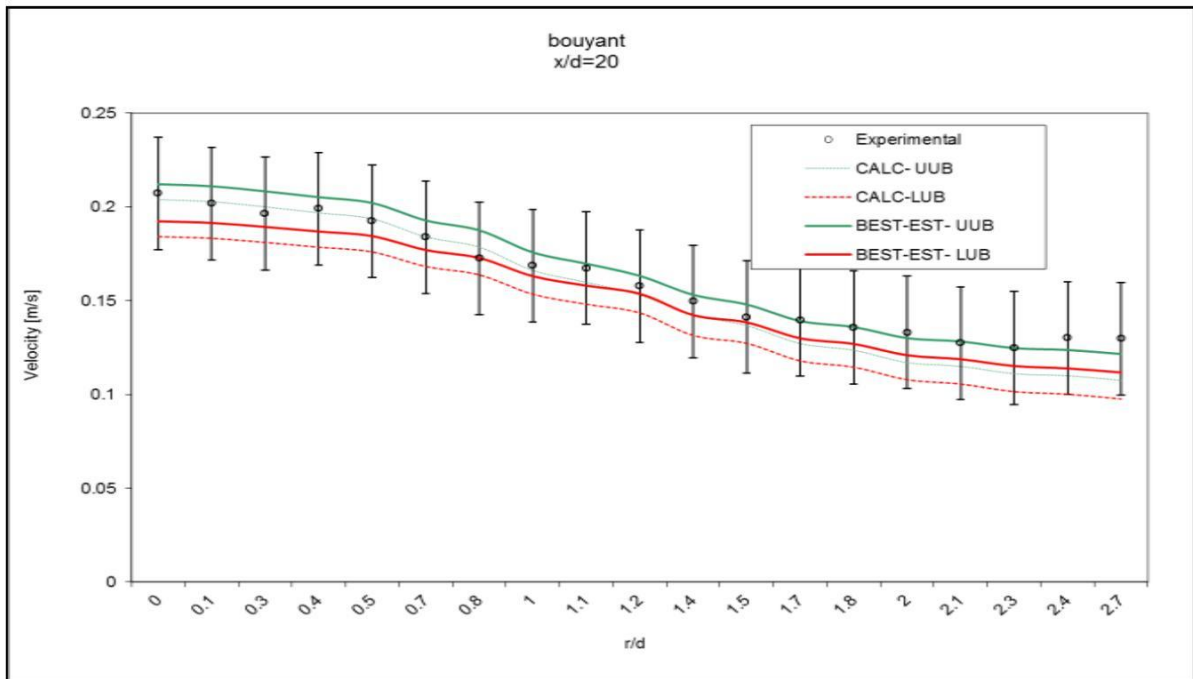 bouyant
x/d=20
0.25
0.2
0.15
0.1
0.05
0
Velocity [m/s]
Experimental
CALC- UUB
CALC-LUB
BEST-EST- UUB
BEST-EST- LUB
0 0.1 0.3 0.4 0.5 0.7 0.8 1 1.1 1.2 1.4 1.5 1.7 1.8 2 2.1 2.3 2.4 2.7
r/d